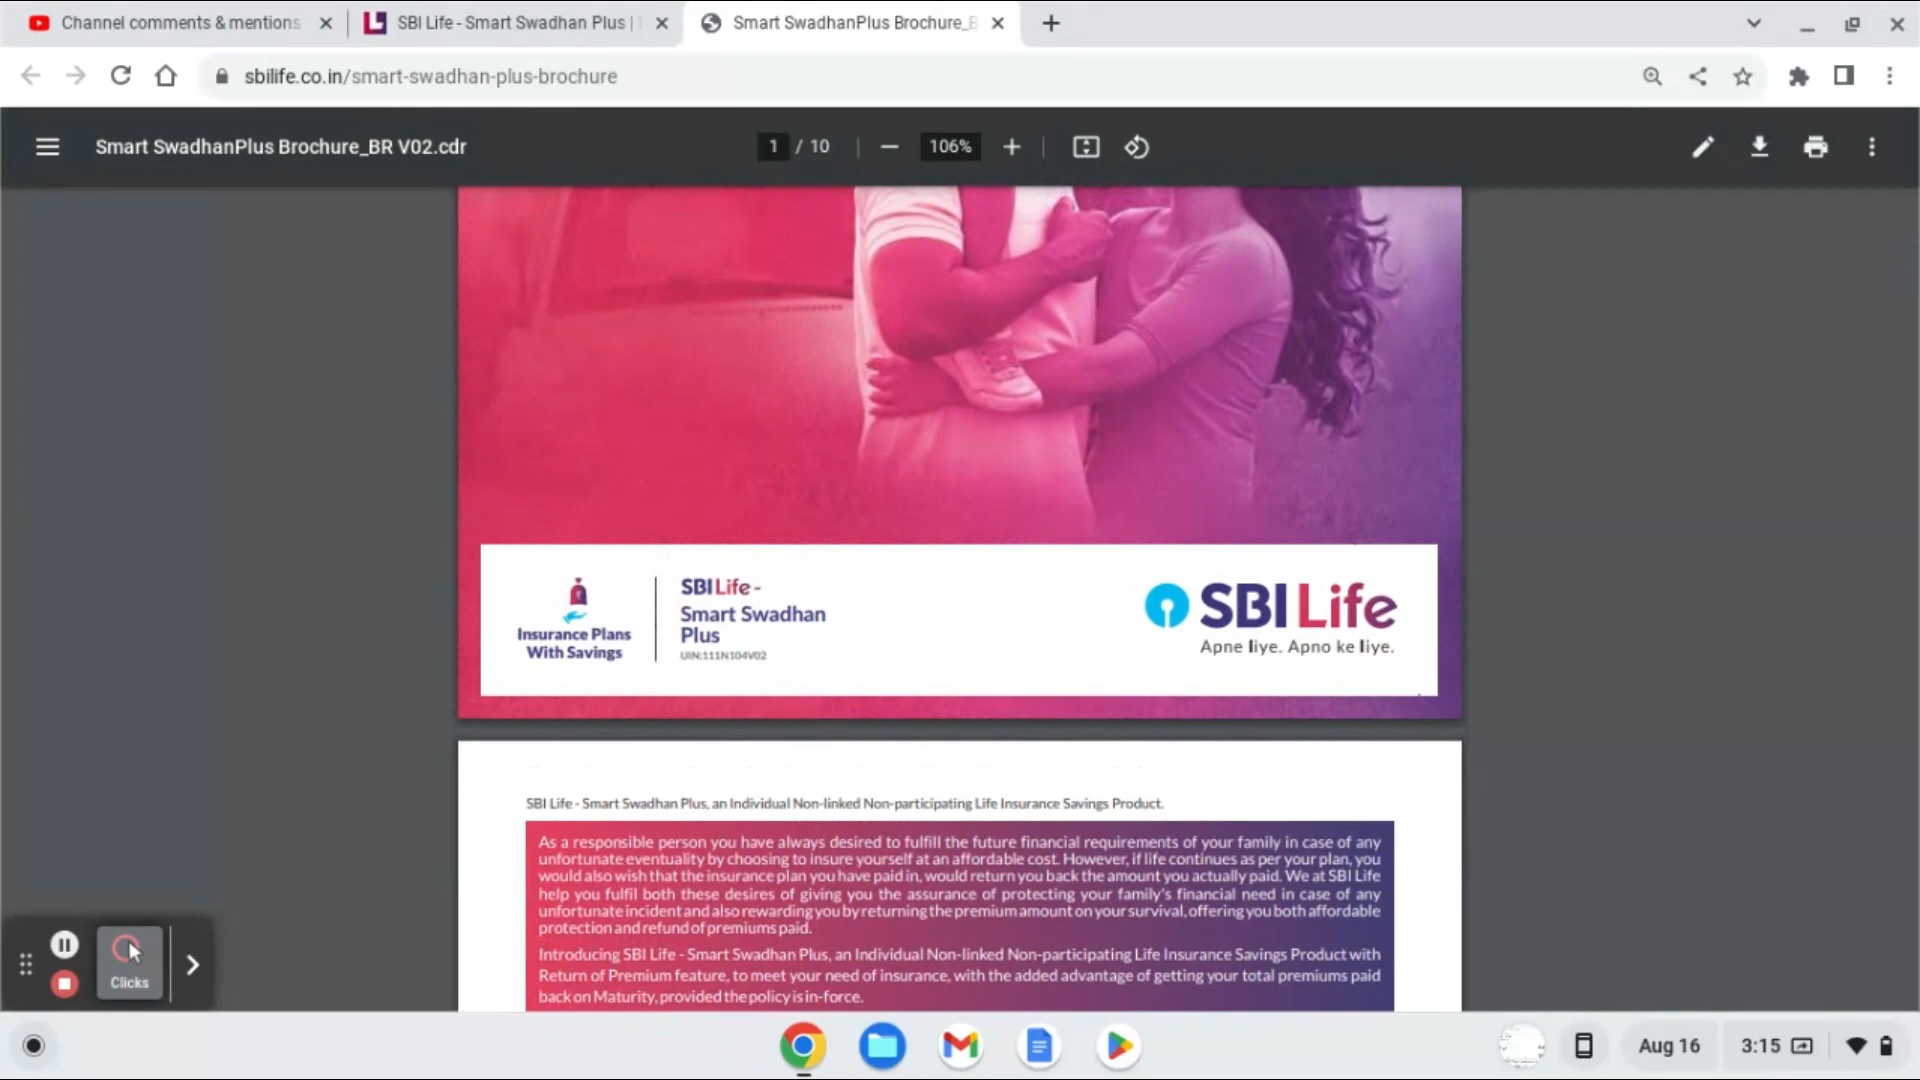 Channel comments & mentions
SBI Life - Smart Swadhan Plus |
Smart SwadhanPlus Brochure_B
sbilife.co.in/smart-swadhan-plus-brochure
Smart SwadhanPlus Brochure_BR V02.cdr
1 / 10
106%
Insurance Plans
With Savings
SBI Life -
Smart Swadhan
Plus
UIN:111N104V02
SBI Life
Apne liye. Apno ke liye.
SBI Life - Smart Swadhan Plus, an Individual Non-linked Non-participating Life Insurance Savings Product.
As a responsible person you have always desired to fulfill the future financial requirements of your family in case of any
unfortunate eventuality by choosing to insure yourself at an affordable cost. However, if life continues as per your plan, you
would also wish that the insurance plan you have paid in, would return you back the amount you actually paid. We at SBI Life
help you fulfil both these desires of giving you the assurance of protecting your family's financial need in case of any
unfortunate incident and also rewarding you by returning the premium amount on your survival, offering you both affordable
protection and refund of premiums paid.
Introducing SBI Life - Smart Swadhan Plus, an Individual Non-linked Non-participating Life Insurance Savings Product with
Return of Premium feature, to meet your need of insurance, with the added advantage of getting your total premiums paid
back on Maturity, provided the policy is in-force.
Clicks
Aug 16
3:15